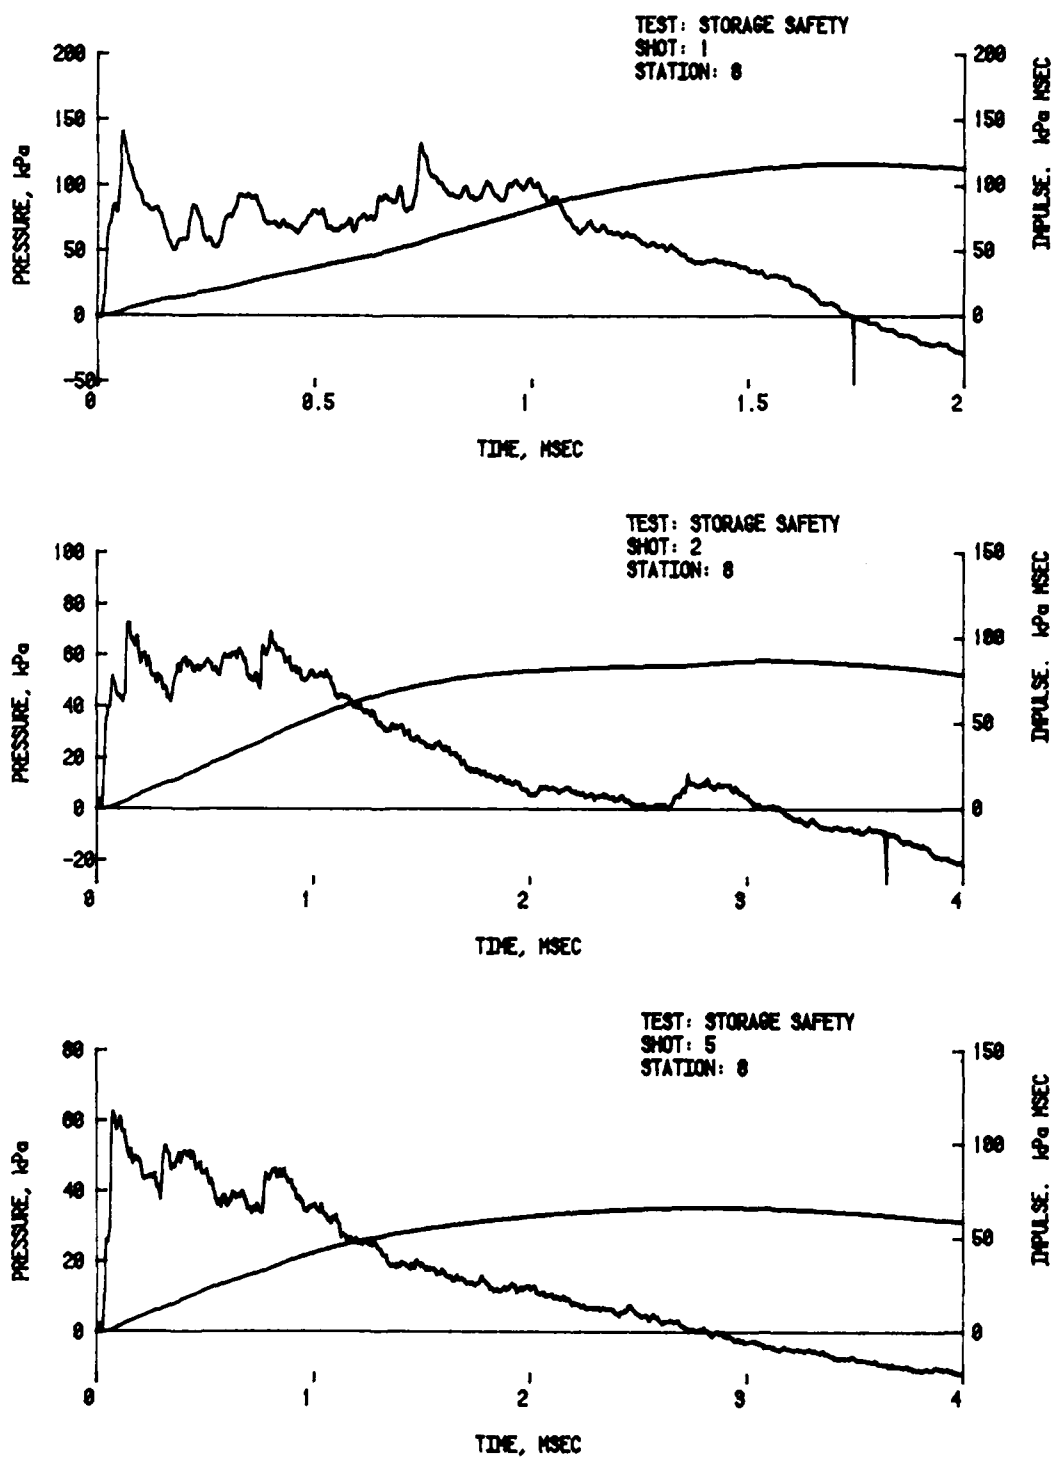 TEST: STORAGE SAFETY
SHOT: 1
STATION: 8
200
150
100
50
0
-50
PRESSURE, kPa
200
150
100
50
0
IMPULSE. kPa MSEC
0
0.5
1
1.5
2
TIME, MSEC
TEST: STORAGE SAFETY
SHOT: 2
STATION: 8
100
80
60
40
20
0
-20
PRESSURE, kPa
150
100
50
0
IMPULSE. kPa MSEC
0
1
2
3
4
TIME, MSEC
TEST: STORAGE SAFETY
SHOT: 5
STATION: 8
80
60
40
20
0
PRESSURE, kPa
150
100
50
0
IMPULSE. kPa MSEC
0
1
2
3
4
TIME, MSEC